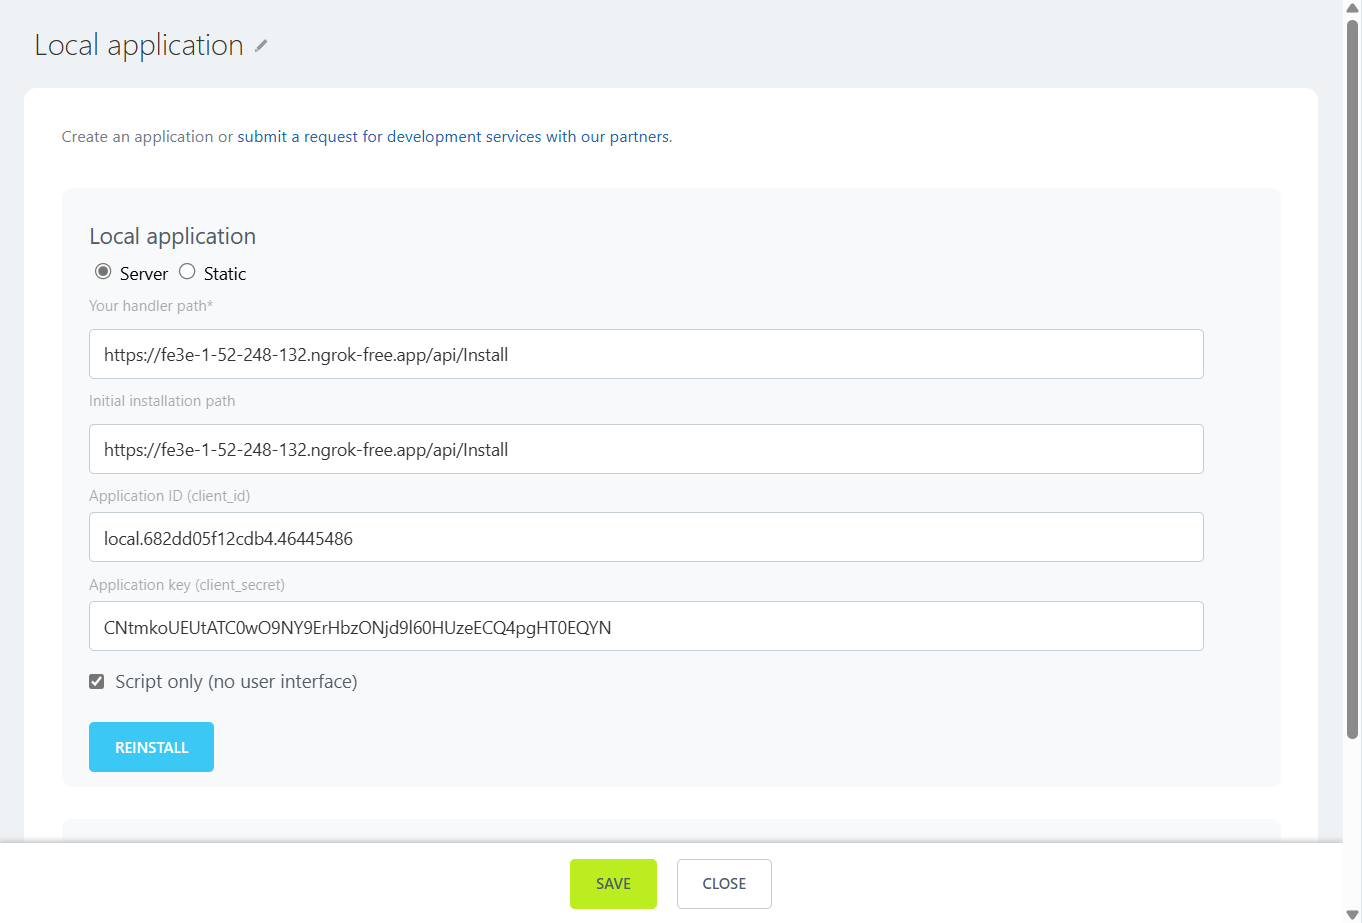 Local application
Create an application or submit a request for development services with our partners.
Local application
Server Static
Your handler path*
https://fe3e-1-52-248-132.ngrok-free.app/api/Install
Initial installation path
https://fe3e-1-52-248-132.ngrok-free.app/api/Install
Application ID (client_id)
local.682dd05f12cdb4.46445486
Application key (client_secret)
CNtmkoUEUtATC0wO9NY9ErHbzONjd9l60HUzeECQ4pgHT0EQYN
Script only (no user interface)
REINSTALL
SAVE CLOSE